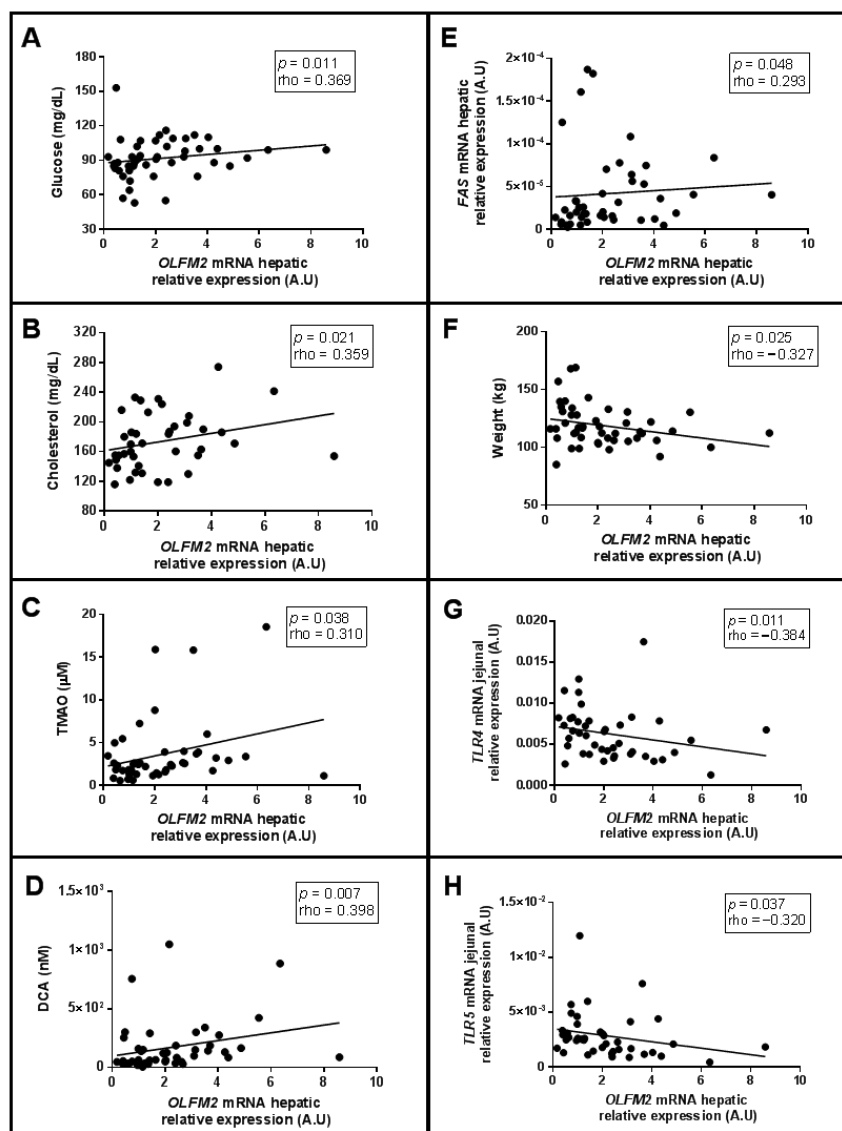 A
Glucose (mg/dL)
180
150
120
90
60
30
p = 0.011
rho = 0.369
0 2 4 6 8 10
OLFM2 mRNA hepatic
relative expression (A.U)
B
Cholesterol (mg/dL)
320
280
240
200
160
120
80
p = 0.021
rho = 0.359
0 2 4 6 8 10
OLFM2 mRNA hepatic
relative expression (A.U)
C
TMAO (µM)
20
15
10
5
0
p = 0.038
rho = 0.310
0 2 4 6 8 10
OLFM2 mRNA hepatic
relative expression (A.U)
D
DCA (nM)
1.5×10³
1×10³
5×10²
0
p = 0.007
rho = 0.398
0 2 4 6 8 10
OLFM2 mRNA hepatic
relative expression (A.U)
E
FAS mRNA hepatic
relative expression (A.U)
2×10⁻⁴
1.5×10⁻⁴
1×10⁻⁴
5×10⁻⁵
0
p = 0.048
rho = 0.293
0 2 4 6 8 10
OLFM2 mRNA hepatic
relative expression (A.U)
F
Weight (kg)
200
150
100
50
p = 0.025
rho = −0.327
0 2 4 6 8 10
OLFM2 mRNA hepatic
relative expression (A.U)
G
TLR4 mRNA jejunal
relative expression (A.U)
0.020
0.015
0.010
0.005
0.000
p = 0.011
rho = −0.384
0 2 4 6 8 10
OLFM2 mRNA hepatic
relative expression (A.U)
H
TLR5 mRNA jejunal
relative expression (A.U)
1.5×10⁻²
1×10⁻²
5×10⁻³
0
p = 0.037
rho = −0.320
0 2 4 6 8 10
OLFM2 mRNA hepatic
relative expression (A.U)